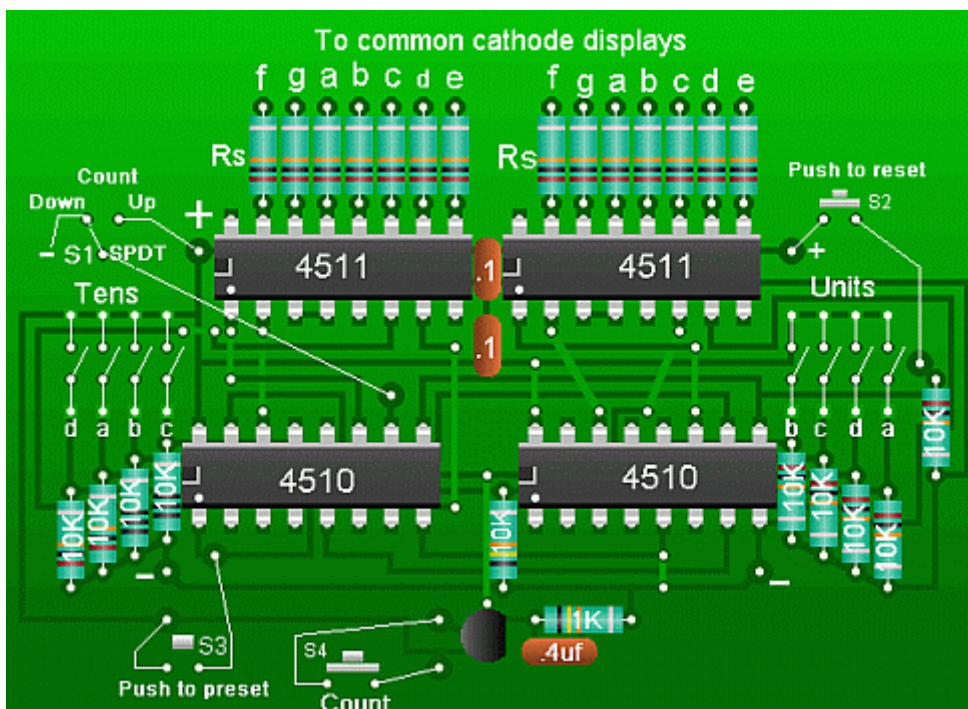 To common cathode displays
f g a b c d e f g a b c d e
Rs Rs
Count
Down Up
Push to reset
S2
+ +
- S1 SPDT
4511 .1 4511
Tens Units
.1
d a b c b c d a
10K
4510 4510
10K 10K 10K 10K 10K 10K 10K 10K 10K
- -
S3 S4 1K
.4uf
Push to preset
Count